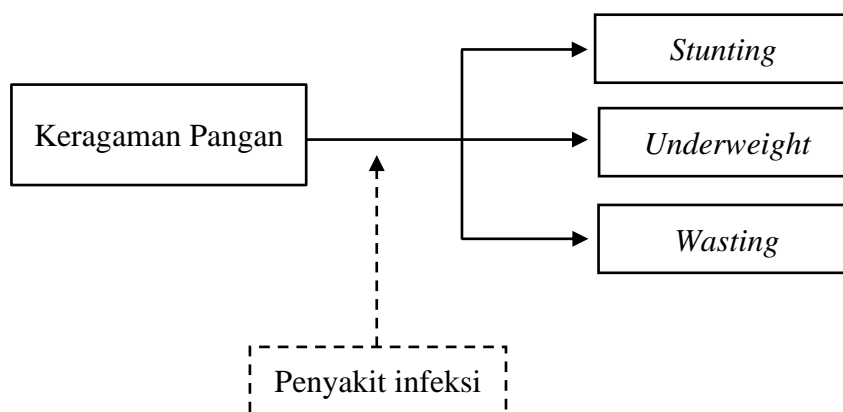 Stunting
Keragaman Pangan
Underweight
Wasting
Penyakit infeksi